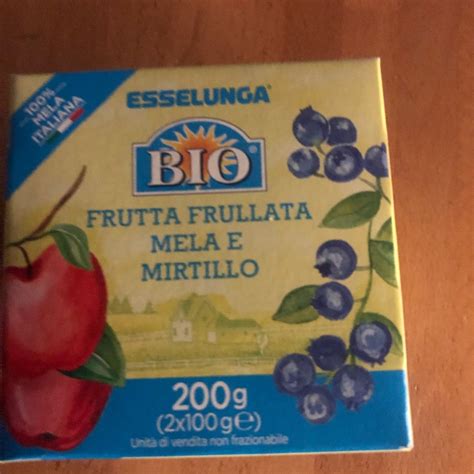 100%
MELA
ITALIANA
ESSELUNGA®
BIO®
FRUTTA FRULLATA
MELA E
MIRTILLO
200g
(2x100g℮)
Unità di vendita non frazionabile